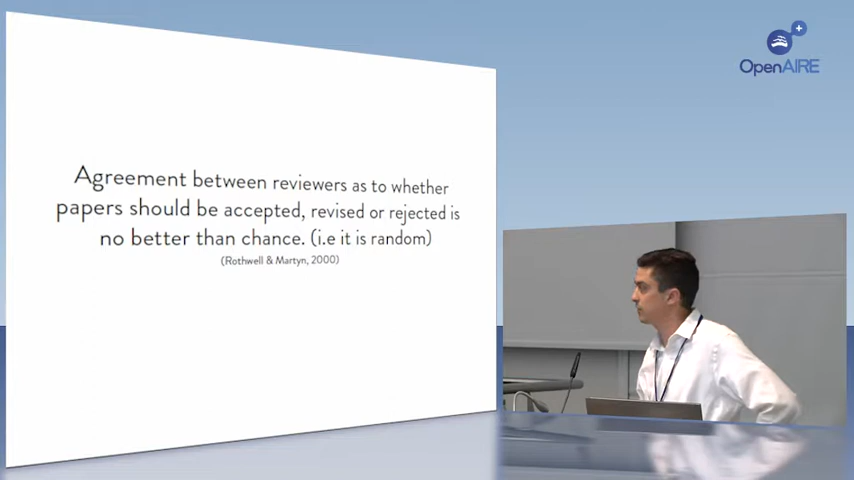 Agreement between reviewers as to whether
papers should be accepted, revised or rejected is
no better than chance. (i.e it is random)
(Rothwell & Martyn, 2000)
OpenAIRE